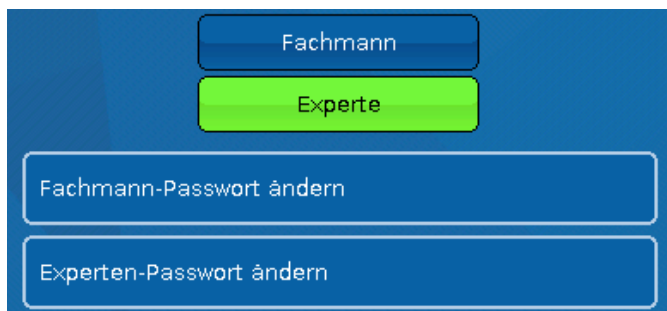 Fachmann
Experte
Fachmann-Passwort ändern
Experten-Passwort ändern